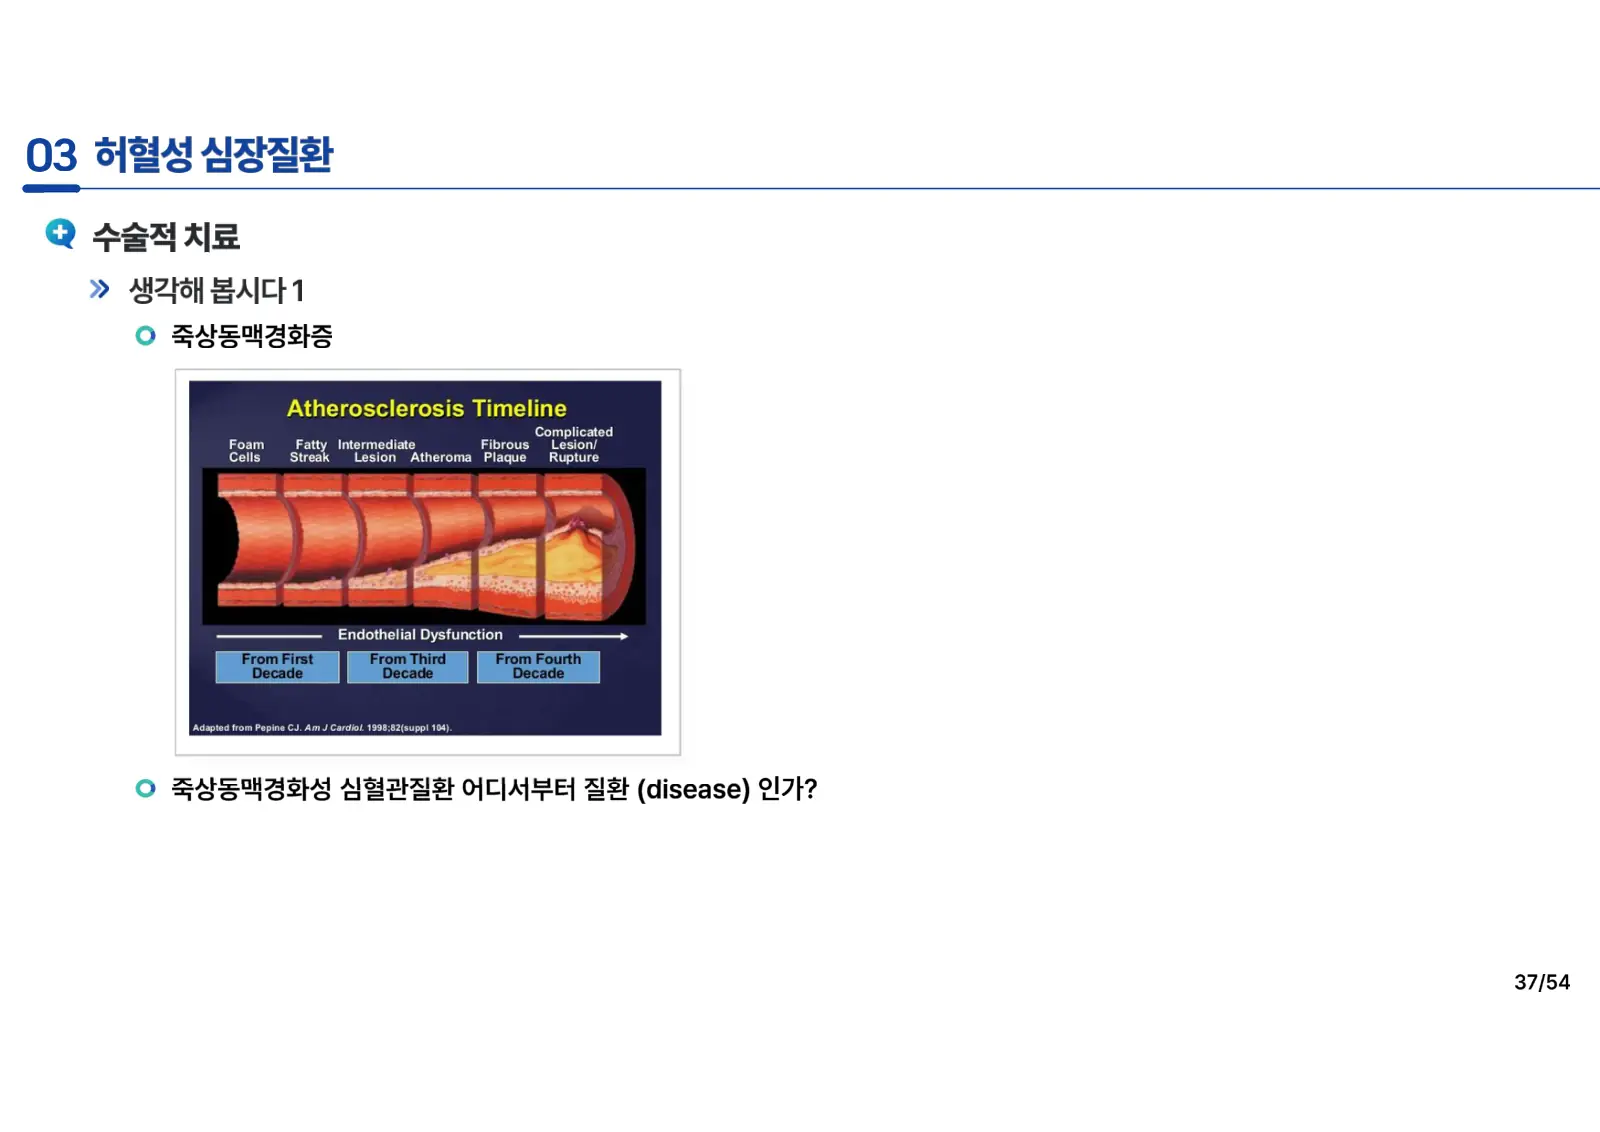 03 허혈성 심장질환
수술적 치료
생각해 봅시다 1
죽상동맥경화증
Atherosclerosis Timeline
Foam Cells
Fatty Streak
Intermediate Lesion
Atheroma
Fibrous Plaque
Complicated Lesion/ Rupture
Endothelial Dysfunction
From First Decade
From Third Decade
From Fourth Decade
Adapted from Pepine CJ. Am J Cardiol. 1998;82(suppl 104).
죽상동맥경화성 심혈관질환 어디서부터 질환 (disease) 인가?
37/54